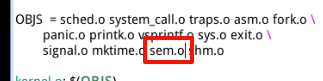 OBJS = sched.o system_call.o traps.o asm.o fork.o \
panic.o printk.o vsprintf.o sys.o exit.o \
signal.o mktime.o sem.o shm.o
kernel.o: $(OBJS)